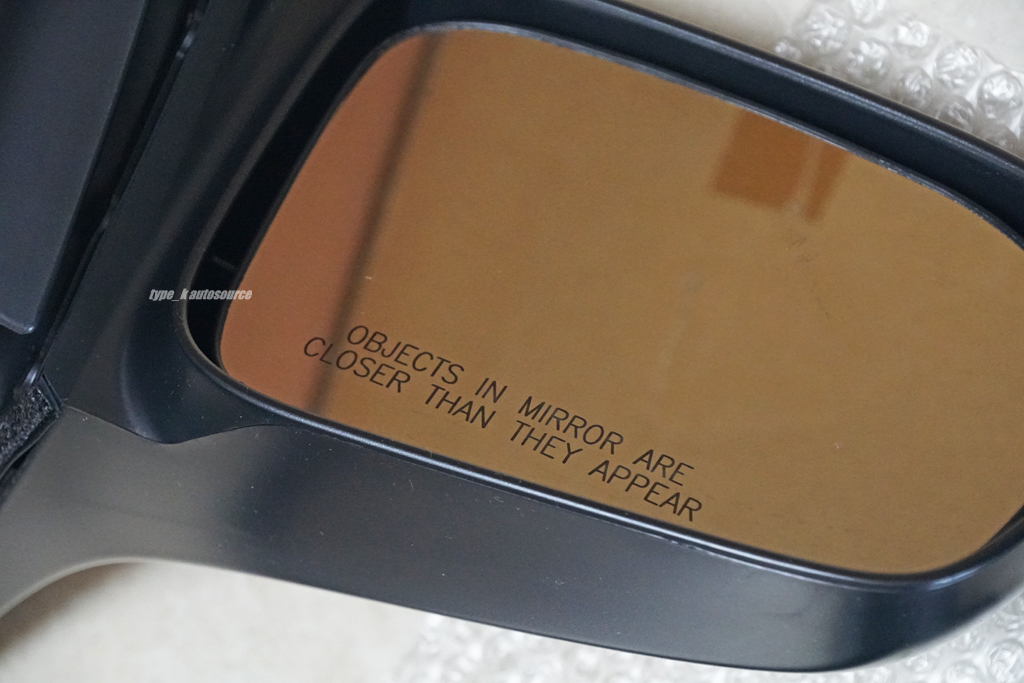 type_k autosource
OBJECTS IN MIRROR ARE
CLOSER THAN THEY APPEAR